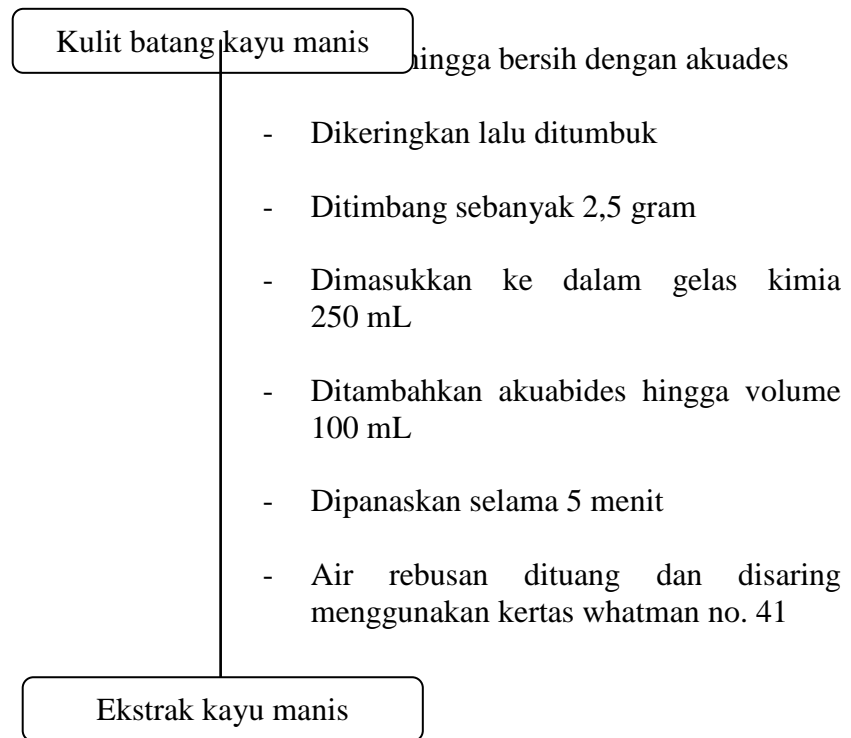 Kulit batang kayu manis
hingga bersih dengan akuades
- Dikeringkan lalu ditumbuk
- Ditimbang sebanyak 2,5 gram
- Dimasukkan ke dalam gelas kimia
250 mL
- Ditambahkan akuabides hingga volume
100 mL
- Dipanaskan selama 5 menit
- Air rebusan dituang dan disaring
menggunakan kertas whatman no. 41
Ekstrak kayu manis